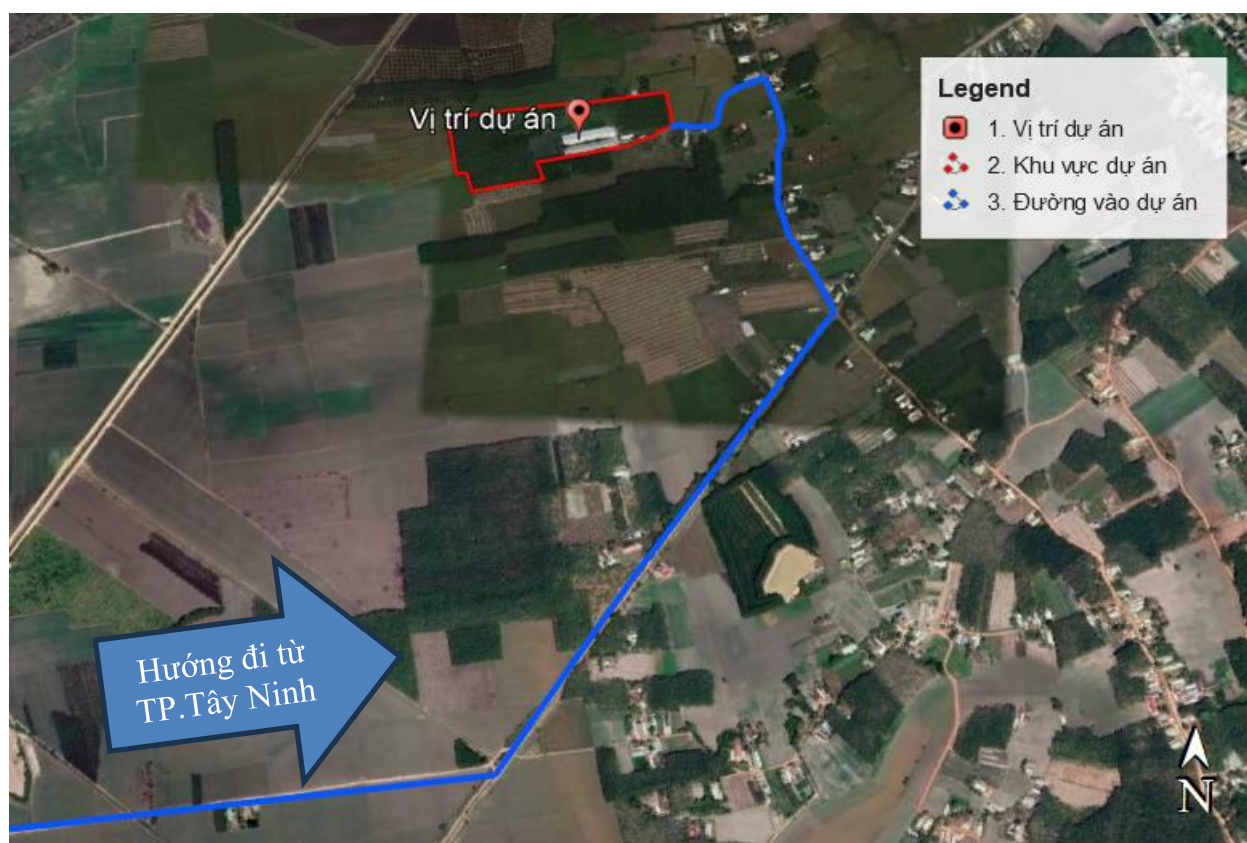 Vị trí dự án
Legend
1. Vị trí dự án
2. Khu vực dự án
3. Đường vào dự án
Hướng đi từ
TP.Tây Ninh
N